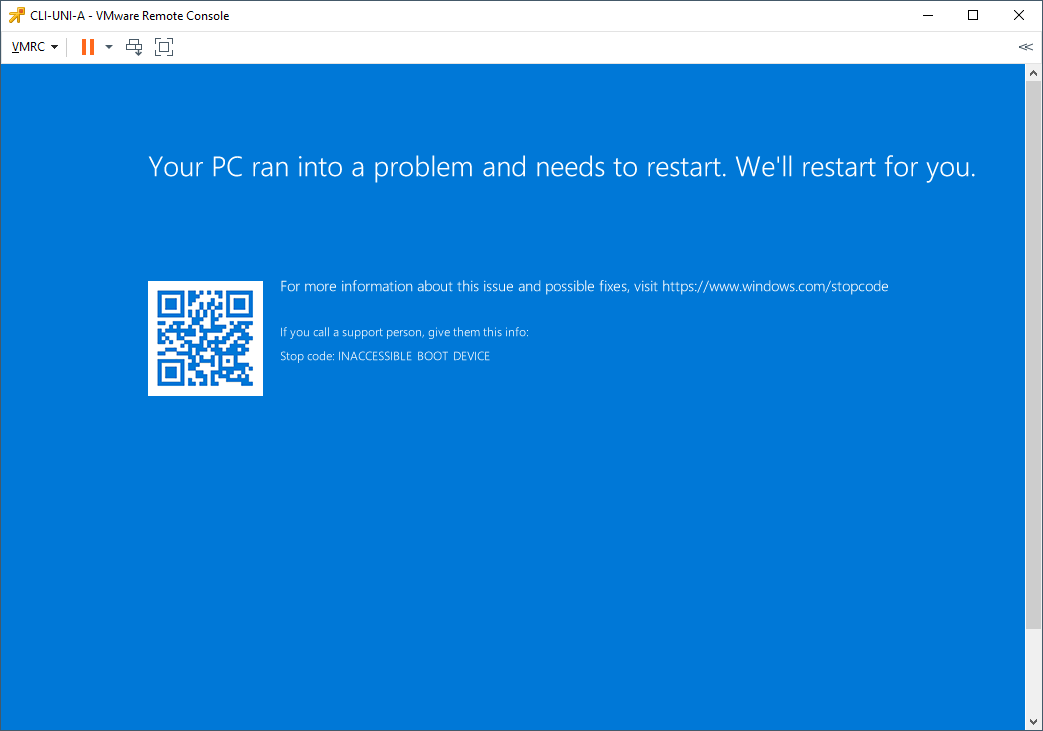 CLI-UNI-A - VMware Remote Console
VMRC
Your PC ran into a problem and needs to restart. We'll restart for you.
For more information about this issue and possible fixes, visit https://www.windows.com/stopcode
If you call a support person, give them this info:
Stop code: INACCESSIBLE BOOT DEVICE